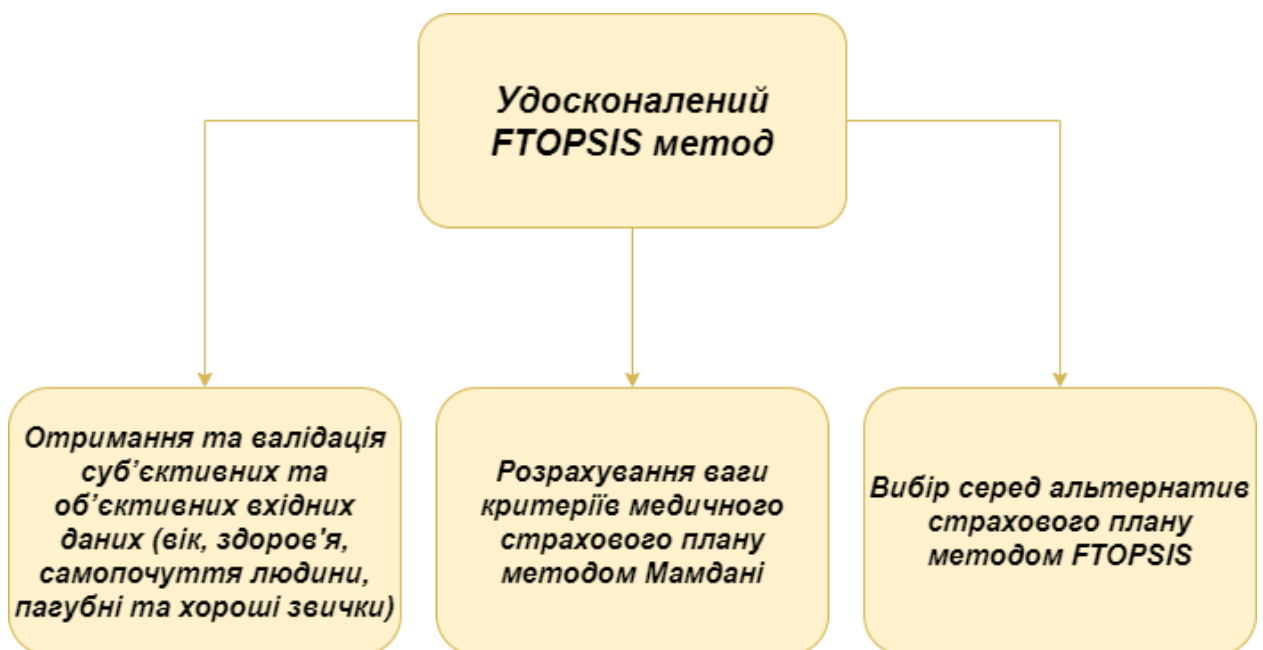 Удосконалений
FTOPSIS метод
Отримання та валідація
суб’єктивних та
об’єктивних вхідних
даних (вік, здоров'я,
самопочуття людини,
пагубні та хороші звички)
Розрахування ваги
критеріїв медичного
страхового плану
методом Мамдані
Вибір серед альтернатив
страхового плану
методом FTOPSIS